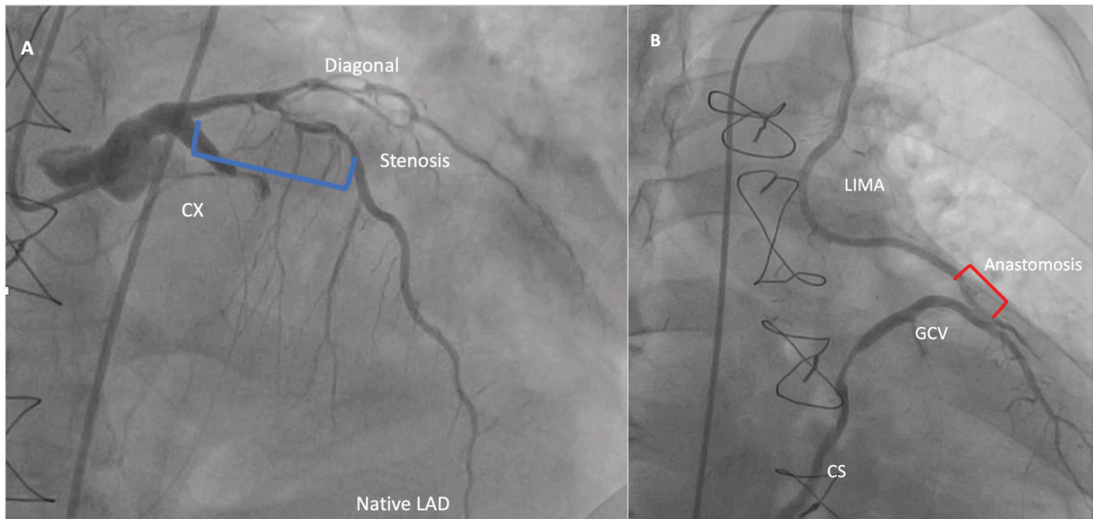 A
Diagonal
Stenosis
CX
Native LAD
B
LIMA
Anastomosis
GCV
CS